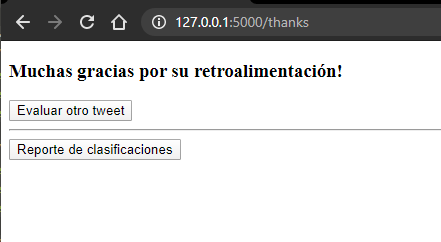 127.0.0.1:5000/thanks
Muchas gracias por su retroalimentación!
Evaluar otro tweet
Reporte de clasificaciones